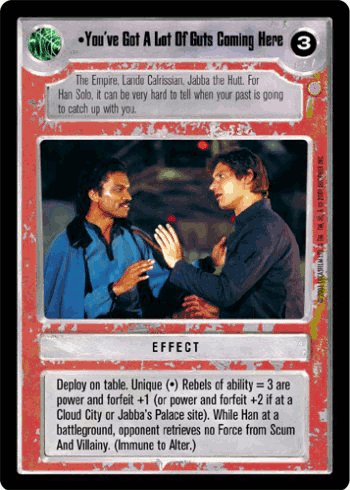 •You've Got A Lot Of Guts Coming Here
3
The Empire, Lando Calrissian, Jabba the Hutt. For
Han Solo, it can be very hard to tell when your past is going
to catch up with you.
EFFECT
Deploy on table. Unique (•) Rebels of ability = 3 are
power and forfeit +1 (or power and forfeit +2 if at a
Cloud City or Jabba's Palace site). While Han at a
battleground, opponent retrieves no Force from Scum
And Villainy. (Immune to Alter.)